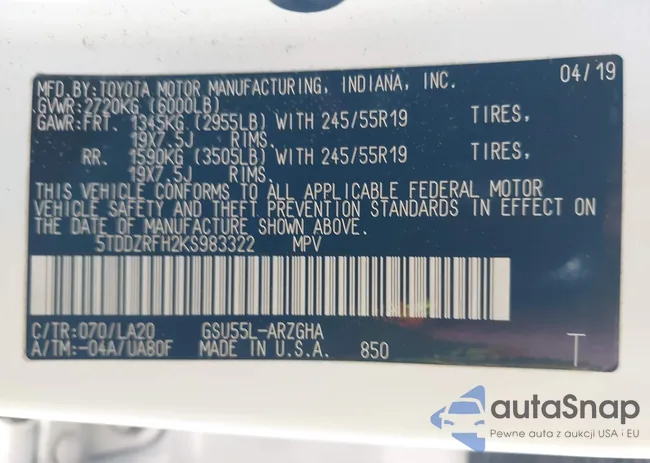 MFD.BY:TOYOTA MOTOR MANUFACTURING, INDIANA, INC. 04/19
GVWR:2720KG (6000LB)
GAWR:FRT. 1345KG (2955LB) WITH 245/55R19 TIRES,
19X7.5J RIMS.
RR. 1590KG (3505LB) WITH 245/55R19 TIRES,
19X7.5J RIMS.
THIS VEHICLE CONFORMS TO ALL APPLICABLE FEDERAL MOTOR
VEHICLE SAFETY AND THEFT PREVENTION STANDARDS IN EFFECT ON
THE DATE OF MANUFACTURE SHOWN ABOVE.
5TDDZRFH2KS983322 MPV
C/TR:070/LA20 GSU55L-ARZGHA
A/TM:-04A/UA80F MADE IN U.S.A. 850 T
autaSnap
Pewne auta z aukcji USA i EU